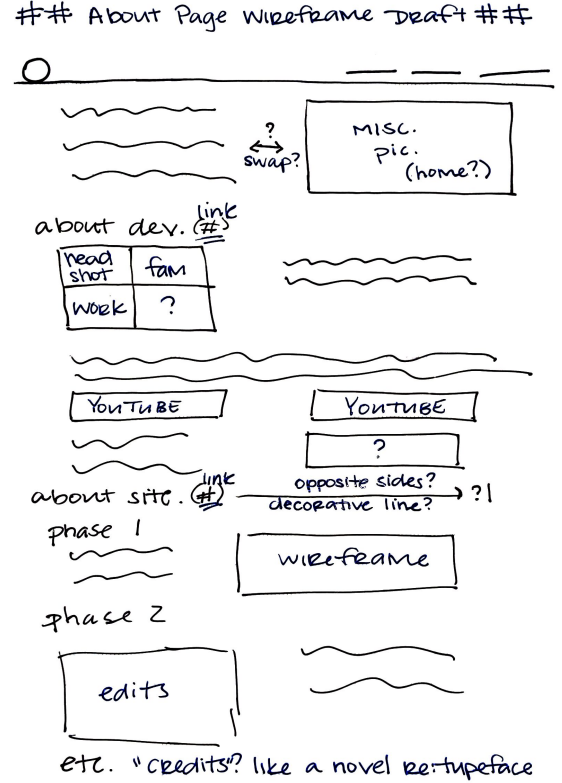 ## About Page Wireframe Draft ##
?
swap?
Misc.
pic.
(home?)
link
about dev. (#)
head shot
fam
work
?
YouTube
YouTube
?
link
about site. (#)
opposite sides?
decorative line?
?!
phase 1
wireframe
phase 2
edits
etc. "credits"? like a novel re:typeface